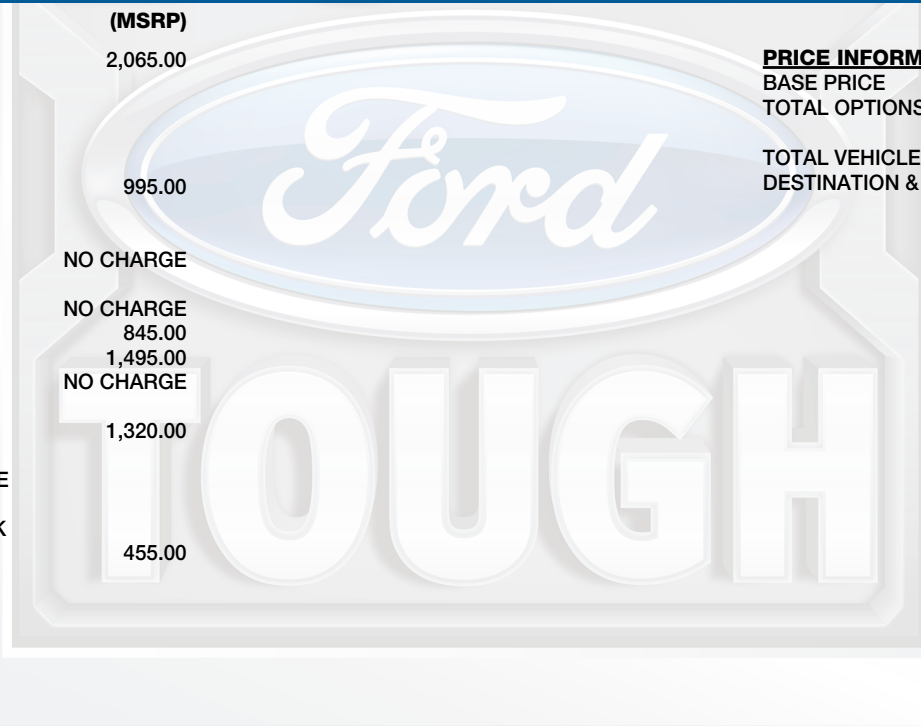 (MSRP)
2,065.00
995.00
NO CHARGE
NO CHARGE
845.00
1,495.00
NO CHARGE
1,320.00
E
K
455.00
PRICE INFORM
BASE PRICE
TOTAL OPTIONS
TOTAL VEHICLE
DESTINATION &
Ford
TOUGH